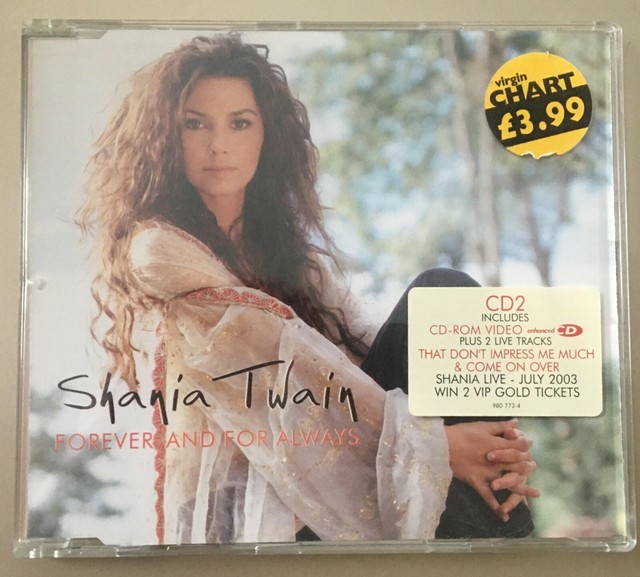 virgin
CHART
£3.99
CD2
INCLUDES
CD-ROM VIDEO enhanced CD
PLUS 2 LIVE TRACKS
THAT DON'T IMPRESS ME MUCH
& COME ON OVER
SHANIA LIVE - JULY 2003
WIN 2 VIP GOLD TICKETS
980 773-4
Shania Twain
FOREVER AND FOR ALWAYS